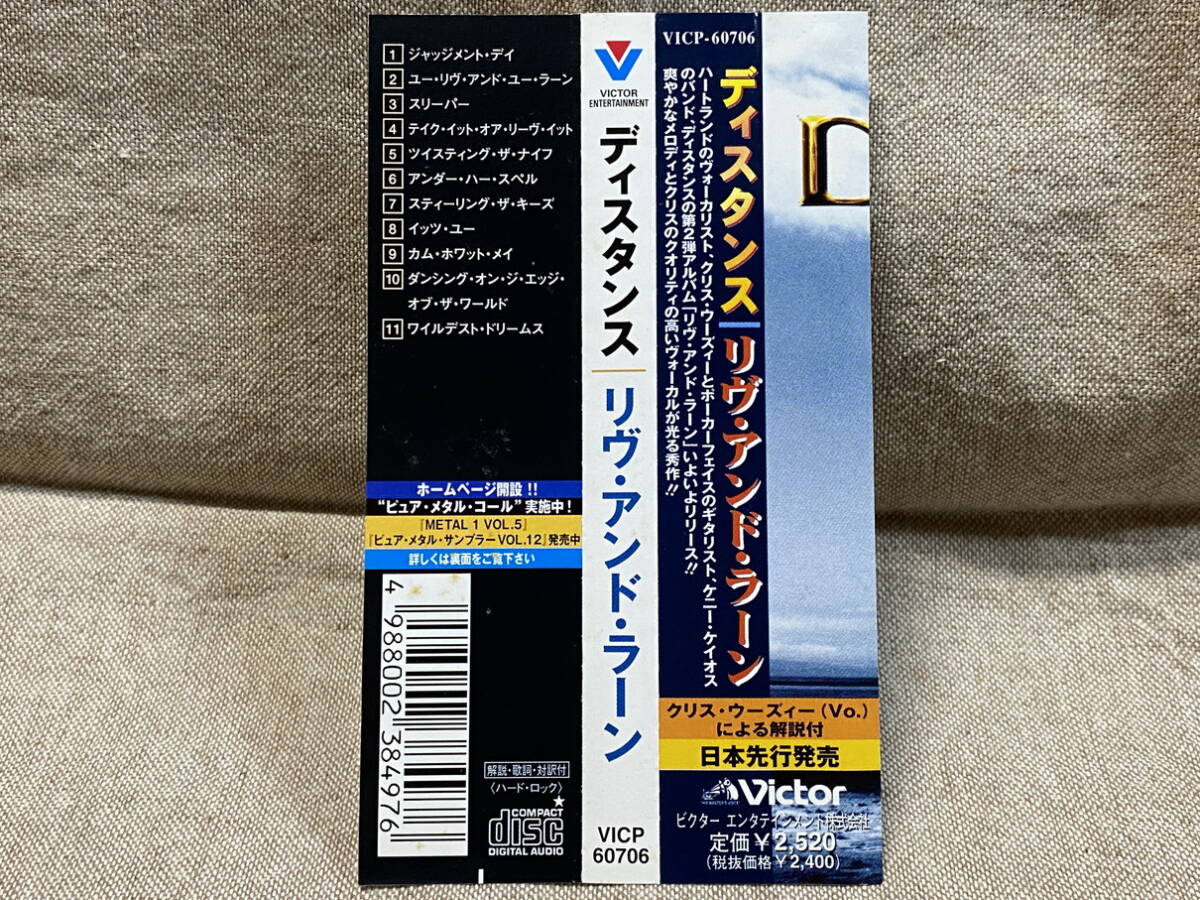 1 ジャッジメント・デイ
2 ユー・リヴ・アンド・ユー・ラーン
3 スリーパー
4 テイク・イット・オア・リーヴ・イット
5 ツイスティング・ザ・ナイフ
6 アンダー・ハー・スペル
7 スティーリング・ザ・キーズ
8 イッツ・ユー
9 カム・ホワット・メイ
10 ダンシング・オン・ジ・エッジ・
オブ・ザ・ワールド
11 ワイルデスト・ドリームス
ホームページ開設!!
“ピュア・メタル・コール”実施中!
『METAL 1 VOL.5』
『ピュア・メタル・サンプラーVOL.12』発売中
詳しくは裏面をご覧下さい
4 988002 384976
解説・歌詞・対訳付
〈ハード・ロック〉
COMPACT
disc
DIGITAL AUDIO
VICTOR
ENTERTAINMENT
ディスタンス
リヴ・アンド・ラーン
VICP
60706
VICP-60706
ディスタンス
リヴ・アンド・ラーン
ハートランドのヴォーカリスト、クリス・ウーズィーとポーカーフェイスのギタリスト、ケニー・ケイオス
のバンド、ディスタンスの第2弾アルバム「リヴ・アンド・ラーン」いよいよリリース!!
爽やかなメロディとクリスのクオリティの高いヴォーカルが光る秀作!!
クリス・ウーズィー(Vo.)
による解説付
日本先行発売
Victor
ビクター エンタテインメント株式会社
定価¥2,520
(税抜価格¥2,400)